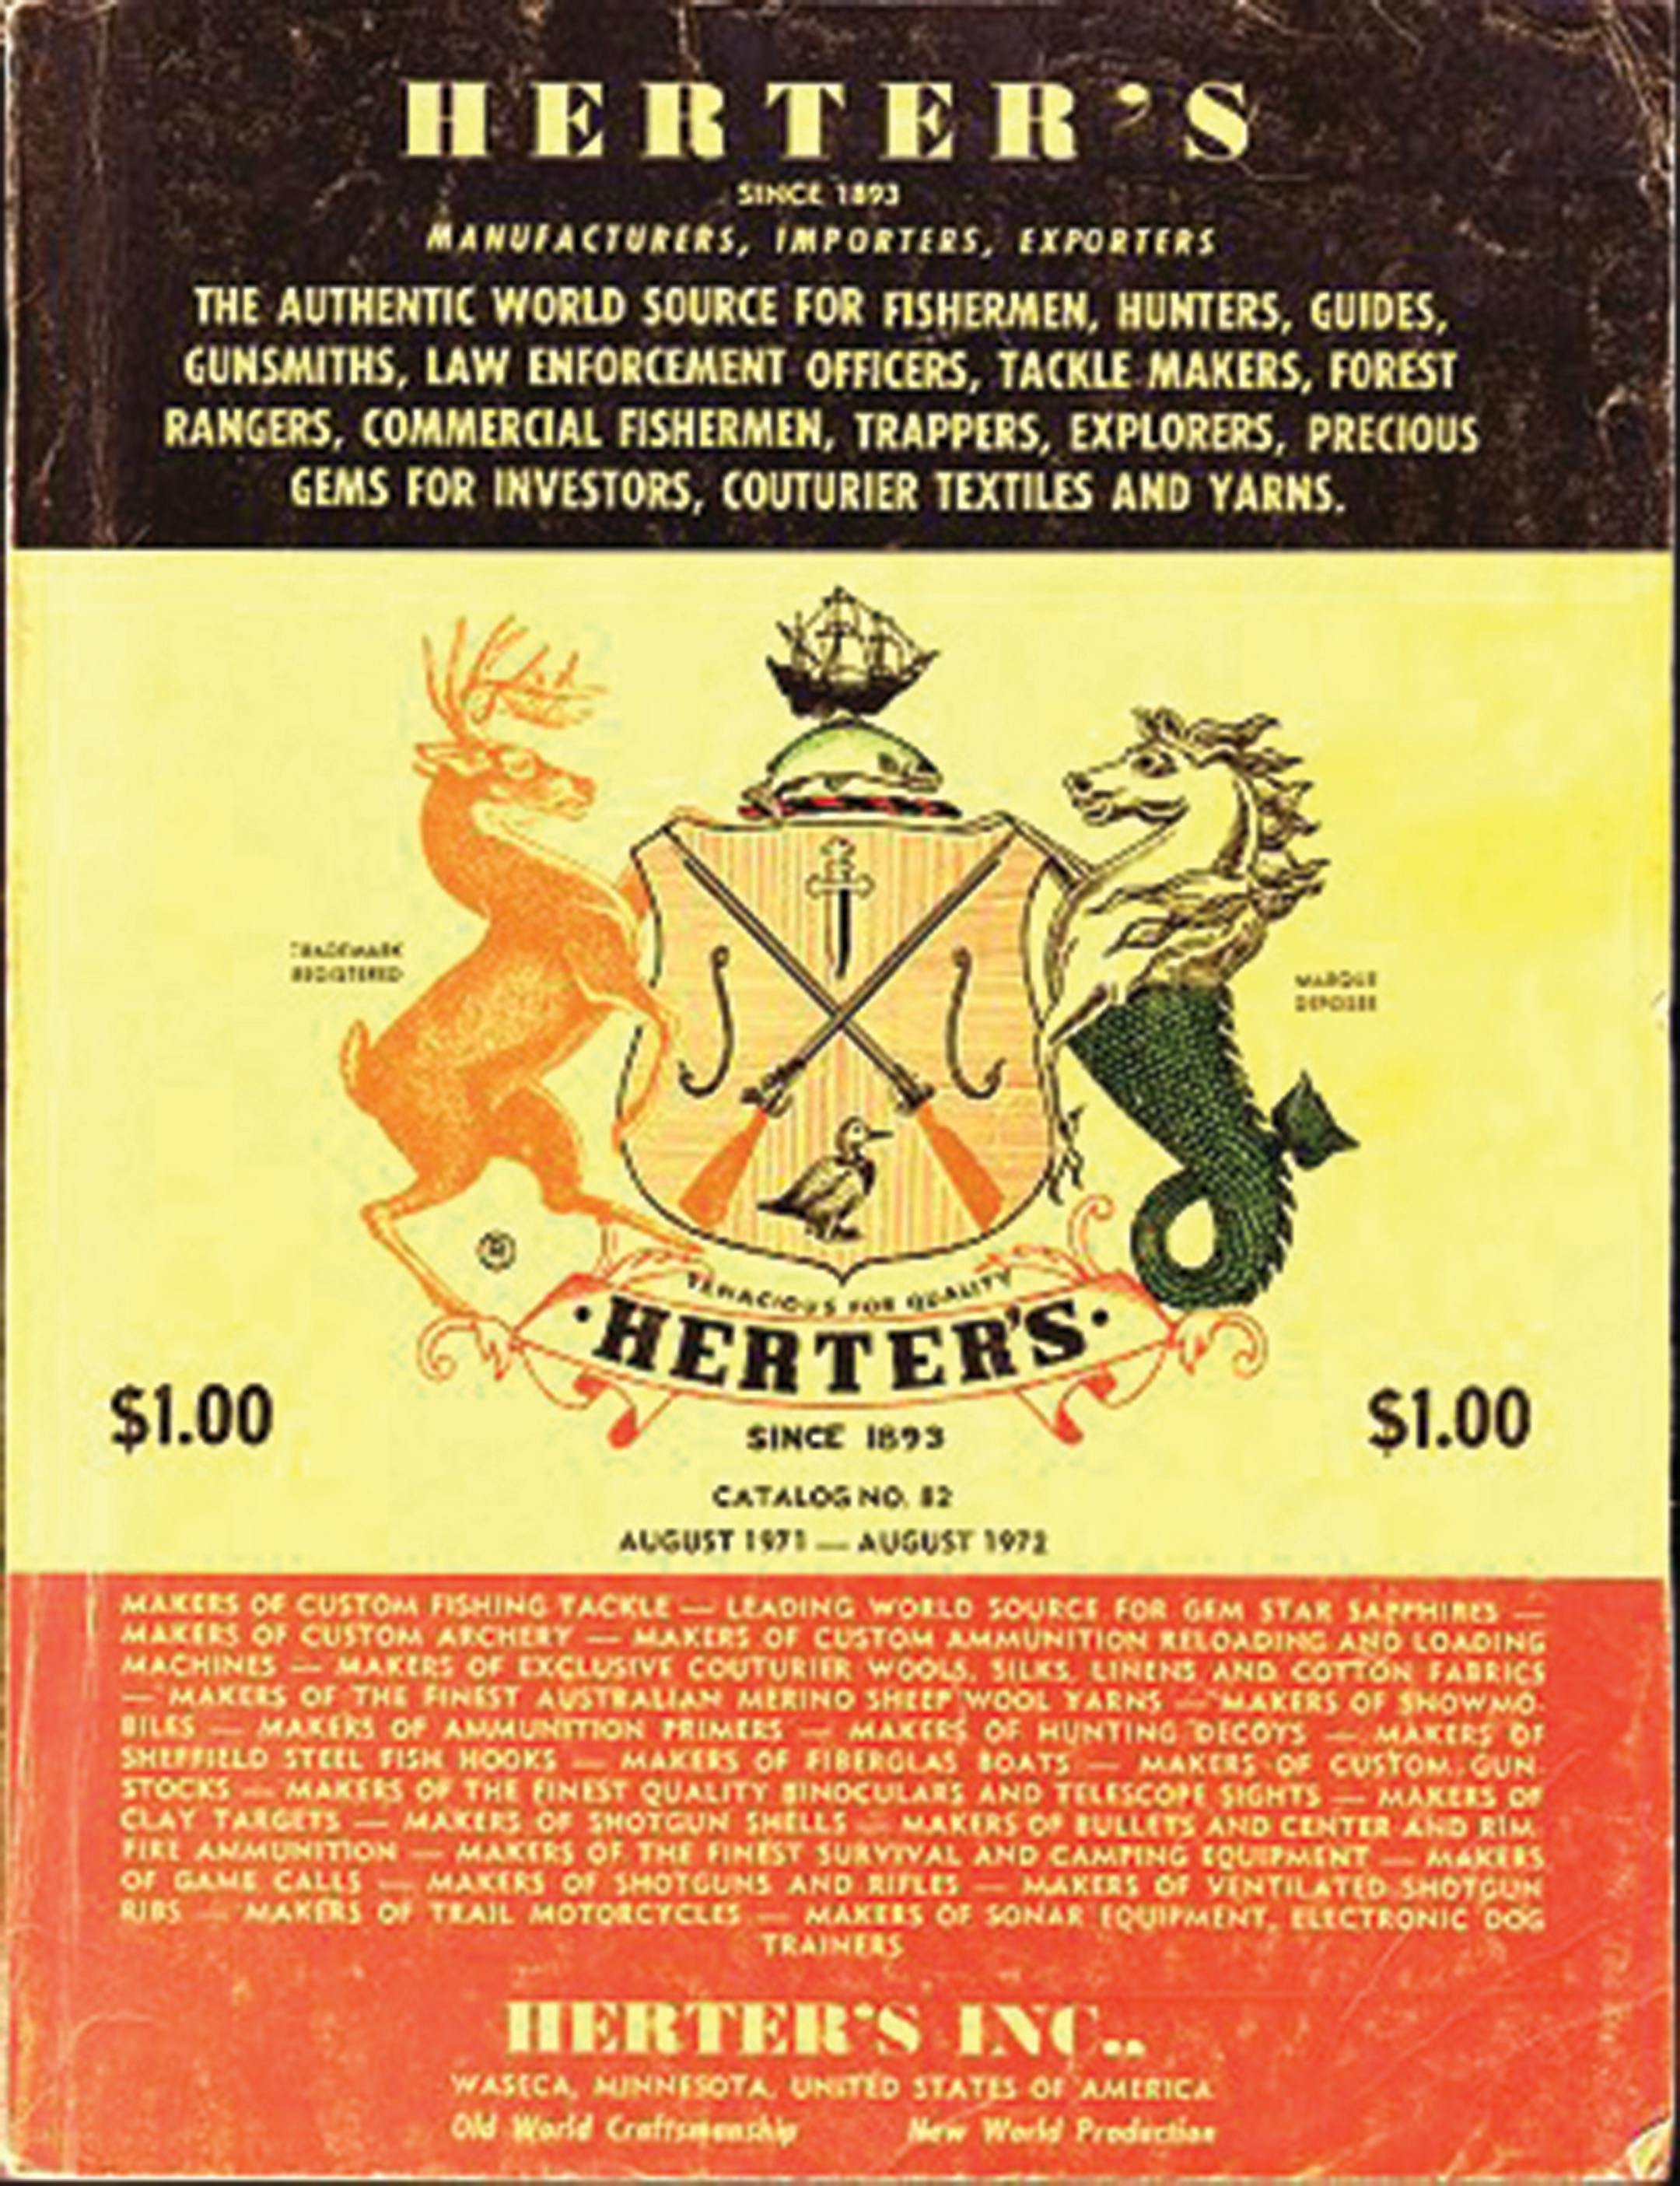 HERTER'S
SINCE 1893
MANUFACTURERS, IMPORTERS, EXPORTERS
THE AUTHENTIC WORLD SOURCE FOR FISHERMEN, HUNTERS, GUIDES,
GUNSMITHS, LAW ENFORCEMENT OFFICERS, TACKLE MAKERS, FOREST
RANGERS, COMMERCIAL FISHERMEN, TRAPPERS, EXPLORERS, PRECIOUS
GEMS FOR INVESTORS, COUTURIER TEXTILES AND YARNS.
TRADEMARK
REGISTERED
MARQUE
DEPOSEE
®
TENACIOUS FOR QUALITY
·HERTER'S·
$1.00
$1.00
SINCE 1893
CATALOG NO. 82
AUGUST 1971 — AUGUST 1972
MAKERS OF CUSTOM FISHING TACKLE — LEADING WORLD SOURCE FOR GEM STAR SAPPHIRES —
MAKERS OF CUSTOM ARCHERY — MAKERS OF CUSTOM AMMUNITION RELOADING AND LOADING
MACHINES — MAKERS OF EXCLUSIVE COUTURIER WOOLS, SILKS, LINENS AND COTTON FABRICS
— MAKERS OF THE FINEST AUSTRALIAN MERINO SHEEP WOOL YARNS — MAKERS OF SNOWMO-
BILES — MAKERS OF AMMUNITION PRIMERS — MAKERS OF HUNTING DECOYS — MAKERS OF
SHEFFIELD STEEL FISH HOOKS — MAKERS OF FIBERGLAS BOATS — MAKERS OF CUSTOM GUN
STOCKS — MAKERS OF THE FINEST QUALITY BINOCULARS AND TELESCOPE SIGHTS — MAKERS OF
CLAY TARGETS — MAKERS OF SHOTGUN SHELLS — MAKERS OF BULLETS AND CENTER AND RIM
FIRE AMMUNITION — MAKERS OF THE FINEST SURVIVAL AND CAMPING EQUIPMENT — MAKERS
OF GAME CALLS — MAKERS OF SHOTGUNS AND RIFLES — MAKERS OF VENTILATED SHOTGUN
RIBS — MAKERS OF TRAIL MOTORCYCLES — MAKERS OF SONAR EQUIPMENT, ELECTRONIC DOG
TRAINERS
HERTER'S INC..
WASECA, MINNESOTA, UNITED STATES OF AMERICA
Old World Craftsmanship New World Production